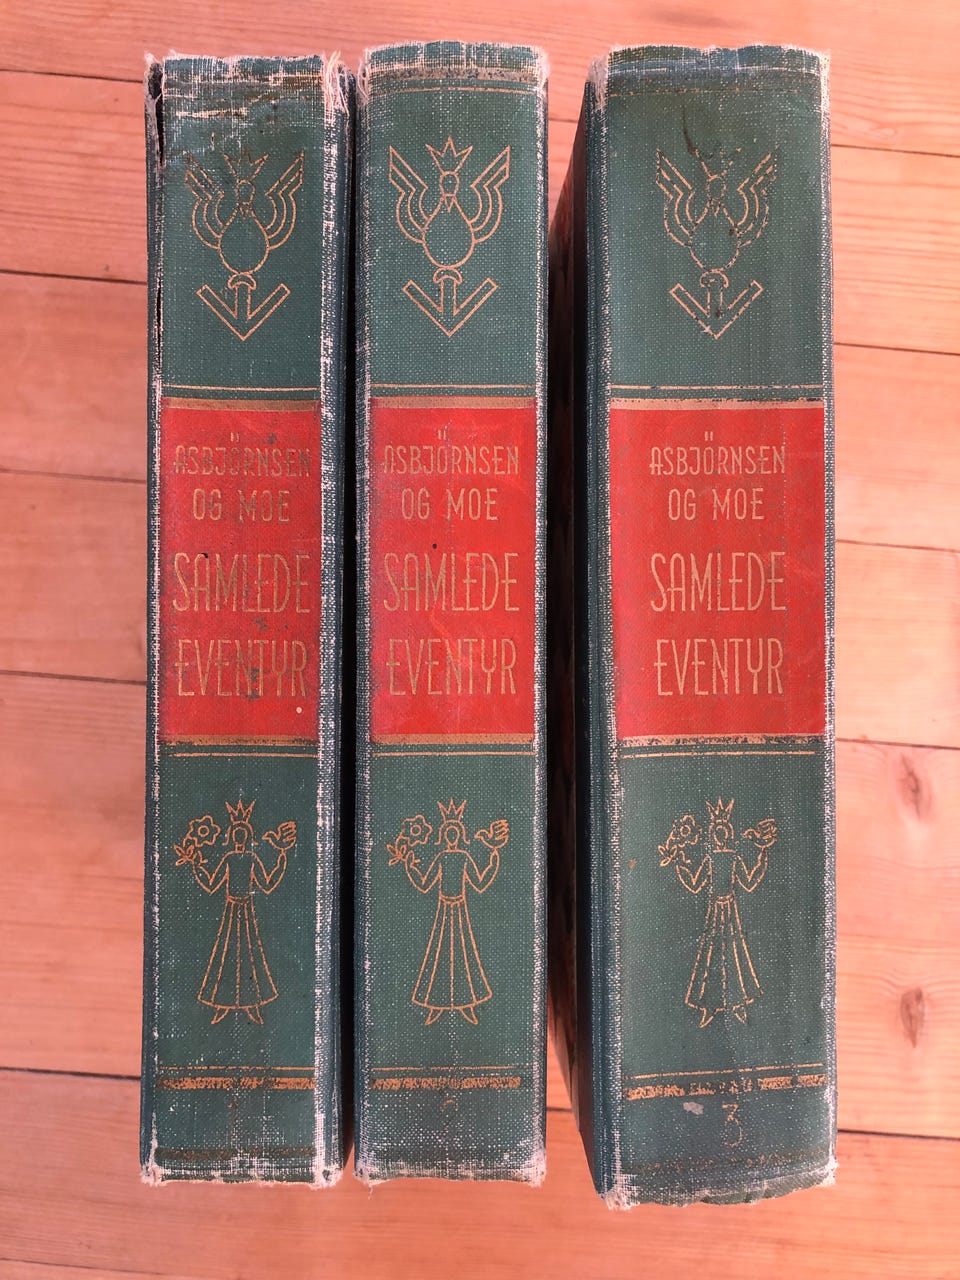 ASBJÖRNSEN
OG MOE
SAMLEDE
EVENTYR
ASBJÖRNSEN
OG MOE
SAMLEDE
EVENTYR
ASBJÖRNSEN
OG MOE
SAMLEDE
EVENTYR
3